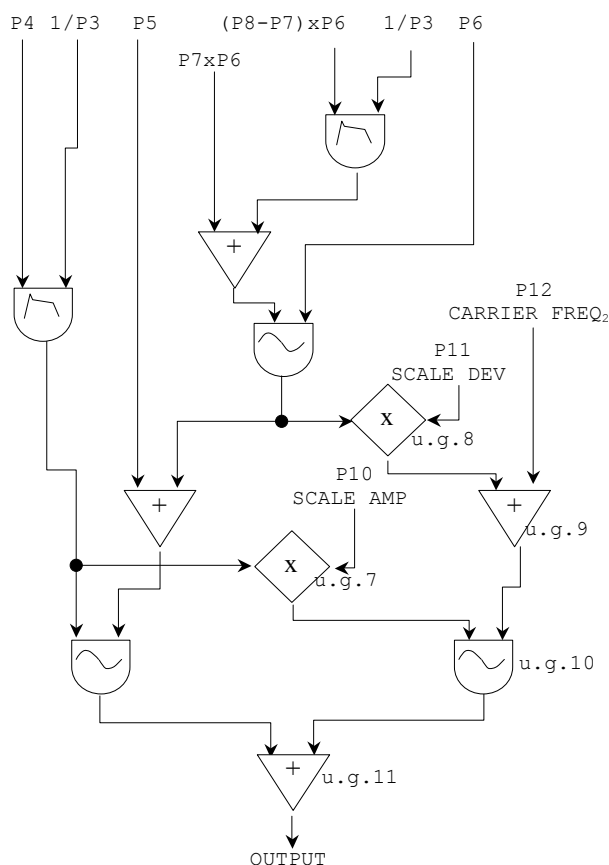 P4 1/P3 P5 (P8-P7)xP6 1/P3 P6
P7xP6
+
P12
CARRIER FREQ₂
P11
SCALE DEV
x
u.g.8
P10
SCALE AMP
+
+
u.g.9
x
u.g.7
u.g.10
+
u.g.11
OUTPUT